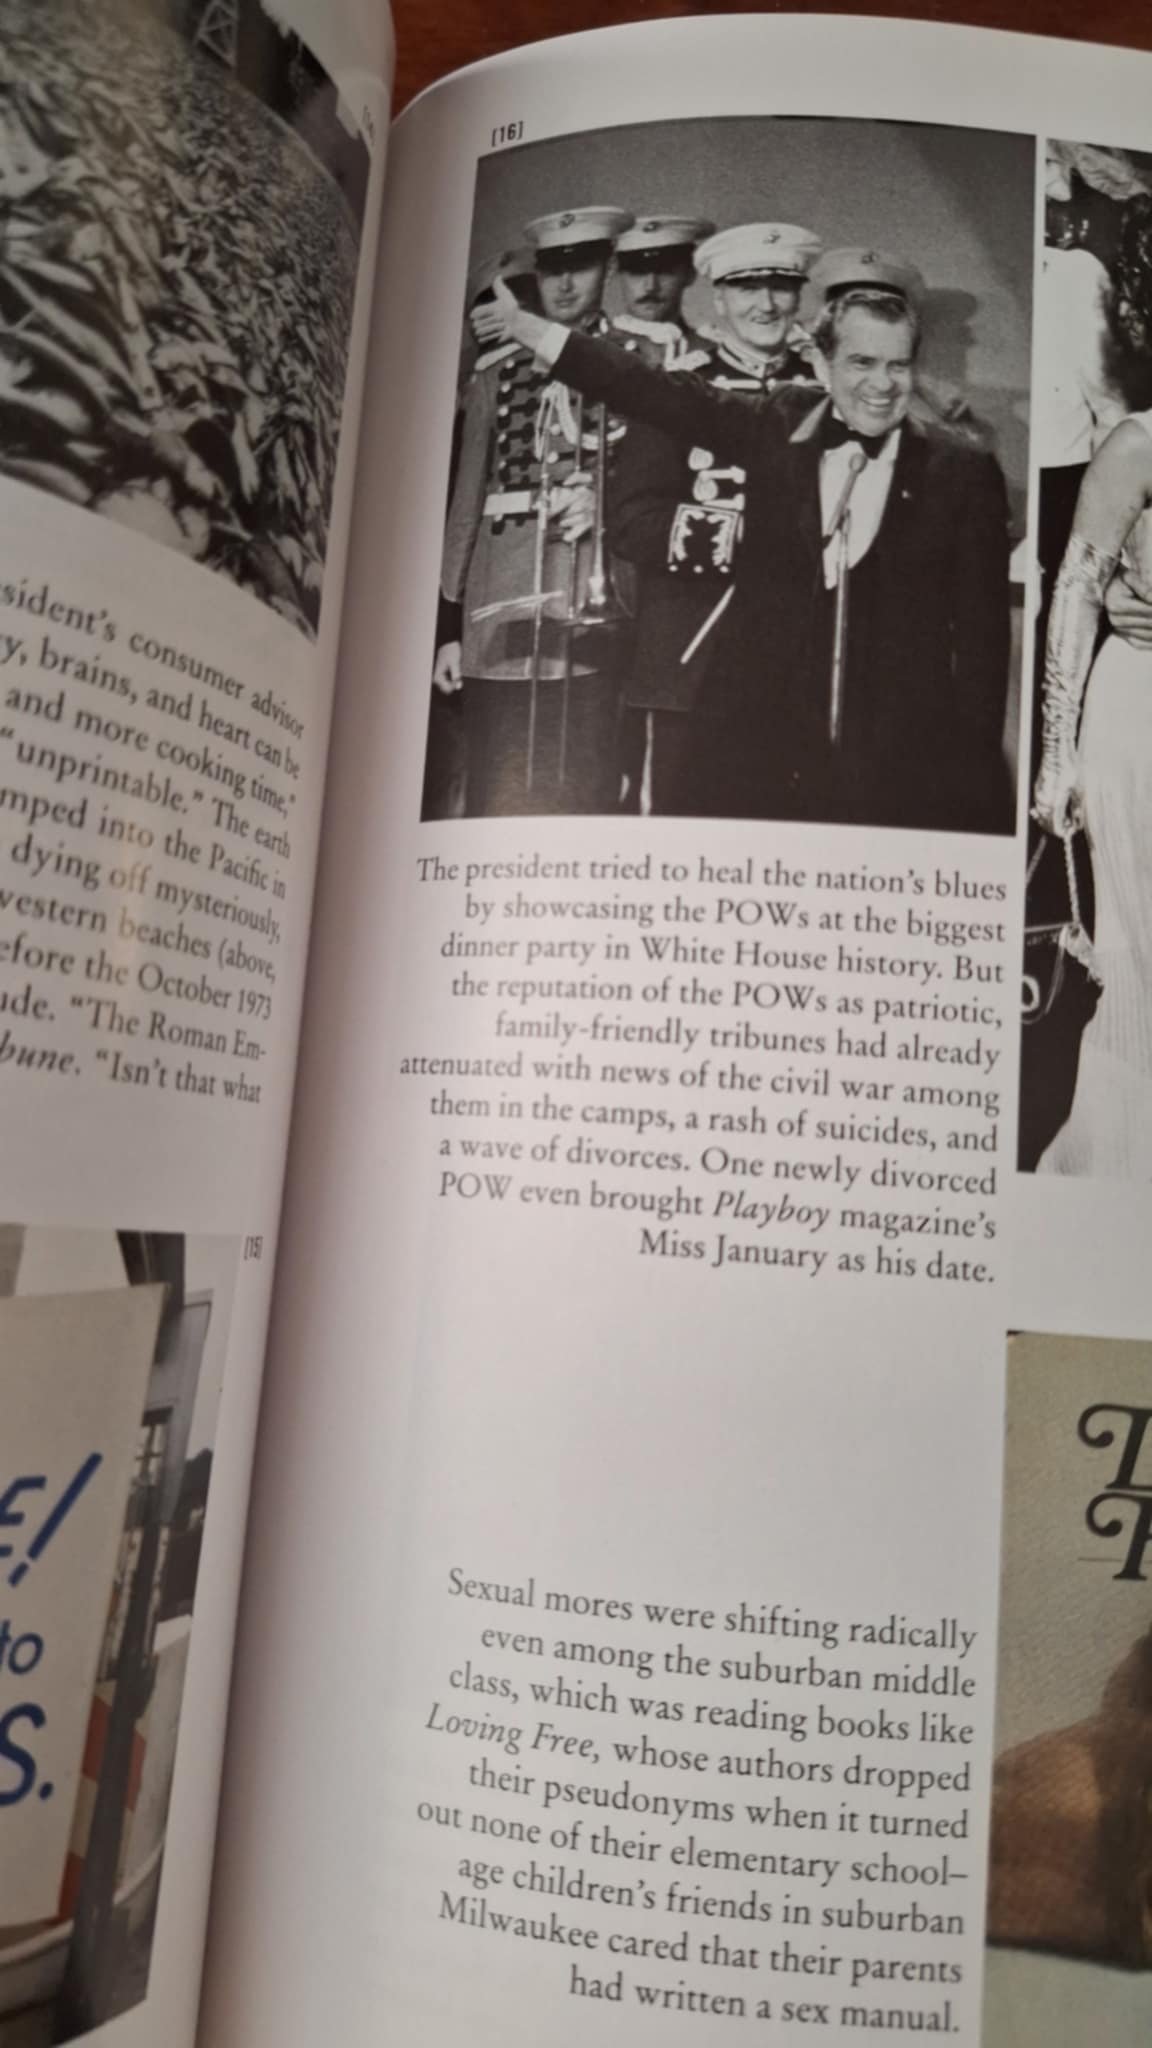 sident's consumer advisor
y, brains, and heart can be
and more cooking time,"
"unprintable." The earth
mped into the Pacific in
dying off mysteriously,
western beaches (above,
efore the October 1973
ude. "The Roman Em-
bune. "Isn't that what
[15]
E!
to
S.
[16]
The president tried to heal the nation's blues
by showcasing the POWs at the biggest
dinner party in White House history. But
the reputation of the POWs as patriotic,
family-friendly tribunes had already
attenuated with news of the civil war among
them in the camps, a rash of suicides, and
a wave of divorces. One newly divorced
POW even brought Playboy magazine's
Miss January as his date.
Sexual mores were shifting radically
even among the suburban middle
class, which was reading books like
Loving Free, whose authors dropped
their pseudonyms when it turned
out none of their elementary school–
age children's friends in suburban
Milwaukee cared that their parents
had written a sex manual.
L
F